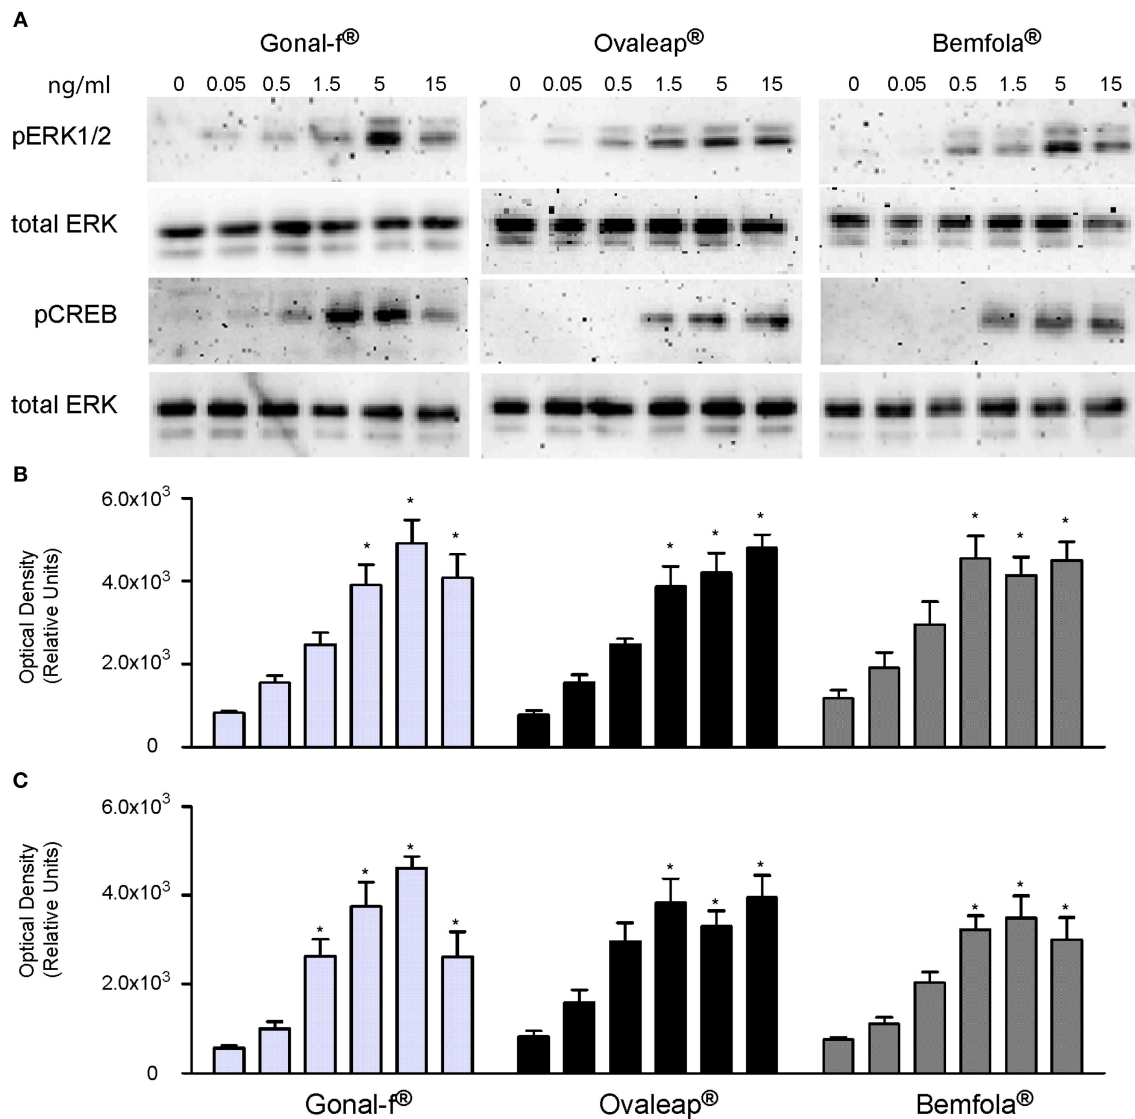 A
Gonal-f® Ovaleap® Bemfola®
ng/ml 0 0.05 0.5 1.5 5 15 0 0.05 0.5 1.5 5 15 0 0.05 0.5 1.5 5 15
pERK1/2
total ERK
pCREB
total ERK
B
Optical Density
(Relative Units)
6.0x10³
* * * * * * * * *
4.0x10³
2.0x10³
0
C
Optical Density
(Relative Units)
6.0x10³
* * * * * * * * * *
4.0x10³
2.0x10³
0
Gonal-f® Ovaleap® Bemfola®